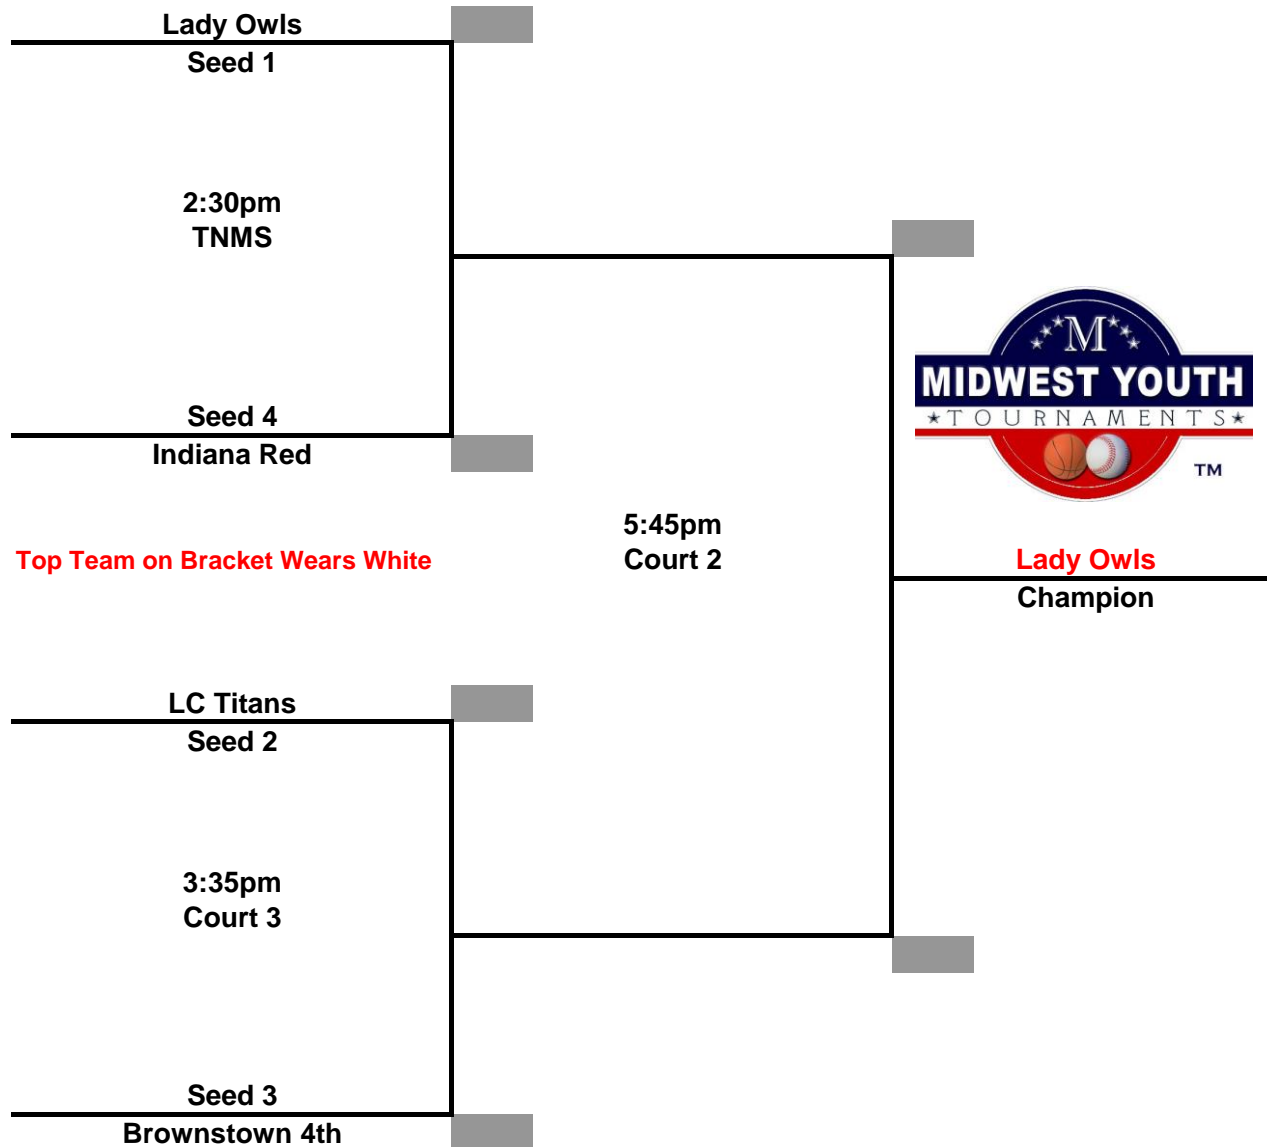 Lady Owls
Seed 1
2:30pm
TNMS
Seed 4
Indiana Red
Top Team on Bracket Wears White
LC Titans
Seed 2
3:35pm
Court 3
Seed 3
Brownstown 4th
5:45pm
Court 2
M
MIDWEST YOUTH
★TOURNAMENTS★
TM
Lady Owls
Champion